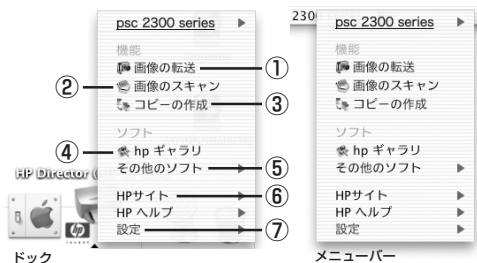 psc 2300 series
機能
① 画像の転送
② 画像のスキャン
③ コピーの作成
ソフト
④ hp ギャラリ
⑤ その他のソフト
⑥ HPサイト
HP ヘルプ
⑦ 設定
HP Director (
hp
invent
ドック
2300
psc 2300 series
機能
画像の転送
画像のスキャン
コピーの作成
ソフト
hp ギャラリ
その他のソフト
HPサイト
HP ヘルプ
設定
メニューバー